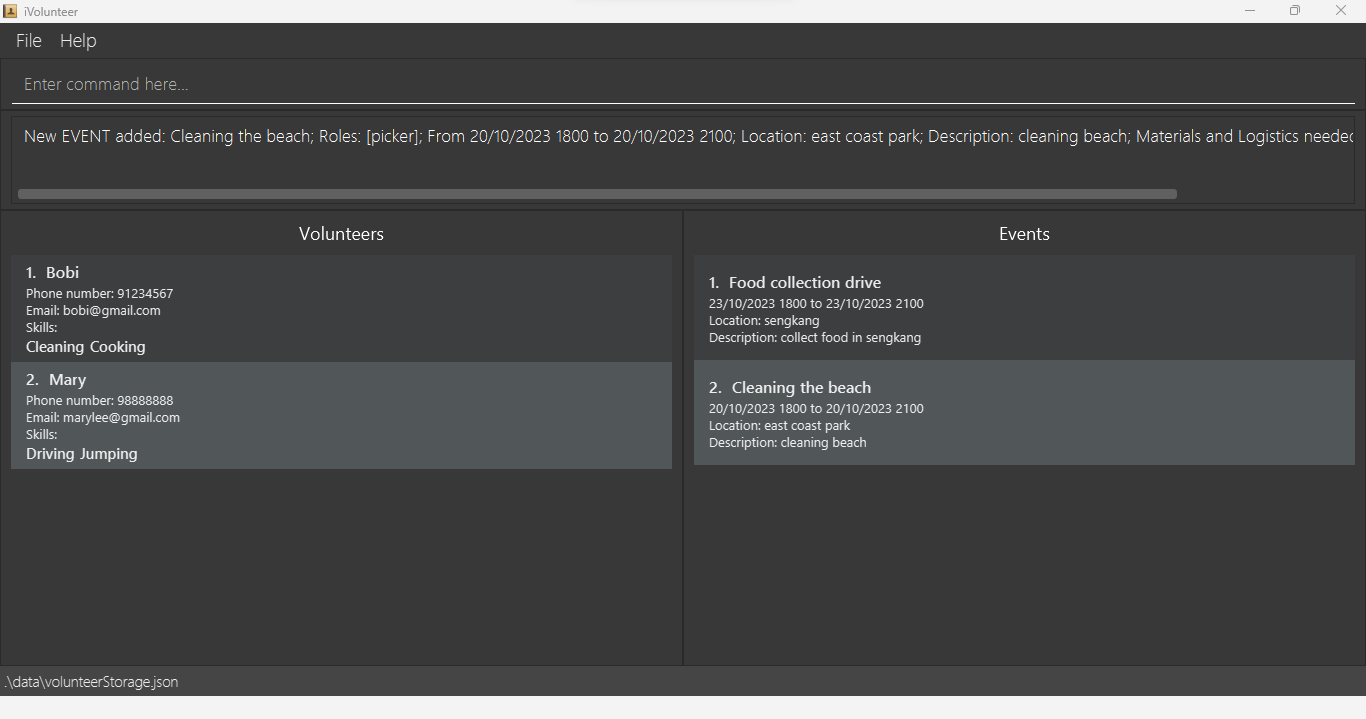 iVolunteer
File Help
Enter command here...
New EVENT added: Cleaning the beach; Roles: [picker]; From 20/10/2023 1800 to 20/10/2023 2100; Location: east coast park; Description: cleaning beach; Materials and Logistics needed
Volunteers
1. Bobi
Phone number: 91234567
Email: bobi@gmail.com
Skills:
Cleaning Cooking
2. Mary
Phone number: 98888888
Email: marylee@gmail.com
Skills:
Driving Jumping
Events
1. Food collection drive
23/10/2023 1800 to 23/10/2023 2100
Location: sengkang
Description: collect food in sengkang
2. Cleaning the beach
20/10/2023 1800 to 20/10/2023 2100
Location: east coast park
Description: cleaning beach
.\data\volunteerStorage.json